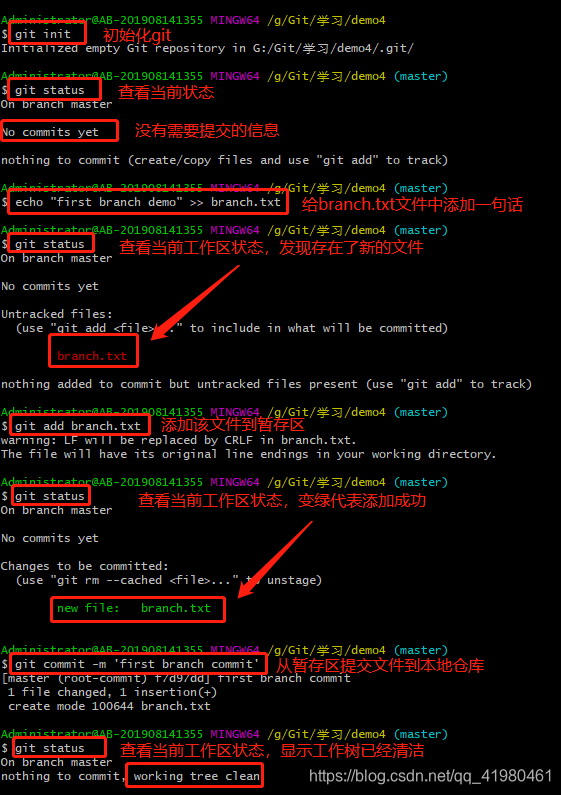 Administrator@AB-201908141355 MINGW64 /g/Git/学习/demo4
$ git init 初始化git
Initialized empty Git repository in G:/Git/学习/demo4/.git/
Administrator@AB-201908141355 MINGW64 /g/Git/学习/demo4 (master)
$ git status 查看当前状态
On branch master
No commits yet 没有需要提交的信息
nothing to commit (create/copy files and use "git add" to track)
Administrator@AB-201908141355 MINGW64 /g/Git/学习/demo4 (master)
$ echo "first branch demo" >> branch.txt 给branch.txt文件中添加一句话
Administrator@AB-201908141355 MINGW64 /g/Git/学习/demo4 (master)
$ git status 查看当前工作区状态，发现存在了新的文件
On branch master
No commits yet
Untracked files:
(use "git add <file>..." to include in what will be committed)
branch.txt
nothing added to commit but untracked files present (use "git add" to track)
Administrator@AB-201908141355 MINGW64 /g/Git/学习/demo4 (master)
$ git add branch.txt 添加该文件到暂存区
warning: LF will be replaced by CRLF in branch.txt.
The file will have its original line endings in your working directory.
Administrator@AB-201908141355 MINGW64 /g/Git/学习/demo4 (master)
$ git status 查看当前工作区状态，变绿代表添加成功
On branch master
No commits yet
Changes to be committed:
(use "git rm --cached <file>..." to unstage)
new file: branch.txt
Administrator@AB-201908141355 MINGW64 /g/Git/学习/demo4 (master)
$ git commit -m 'first branch commit' 从暂存区提交文件到本地仓库
[master (root-commit) f7d97dd] first branch commit
1 file changed, 1 insertion(+)
create mode 100644 branch.txt
Administrator@AB-201908141355 MINGW64 /g/Git/学习/demo4 (master)
$ git status 查看当前工作区状态，显示工作树已经清洁
On branch master
nothing to commit, working tree clean
https://blog.csdn.net/qq_41980461